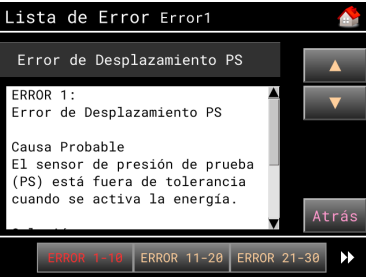 Lista de Error Error1
Error de Desplazamiento PS
ERROR 1:
Error de Desplazamiento PS
Causa Probable
El sensor de presión de prueba
(PS) está fuera de tolerancia
cuando se activa la energía.
Atrás
ERROR 1-10 ERROR 11-20 ERROR 21-30